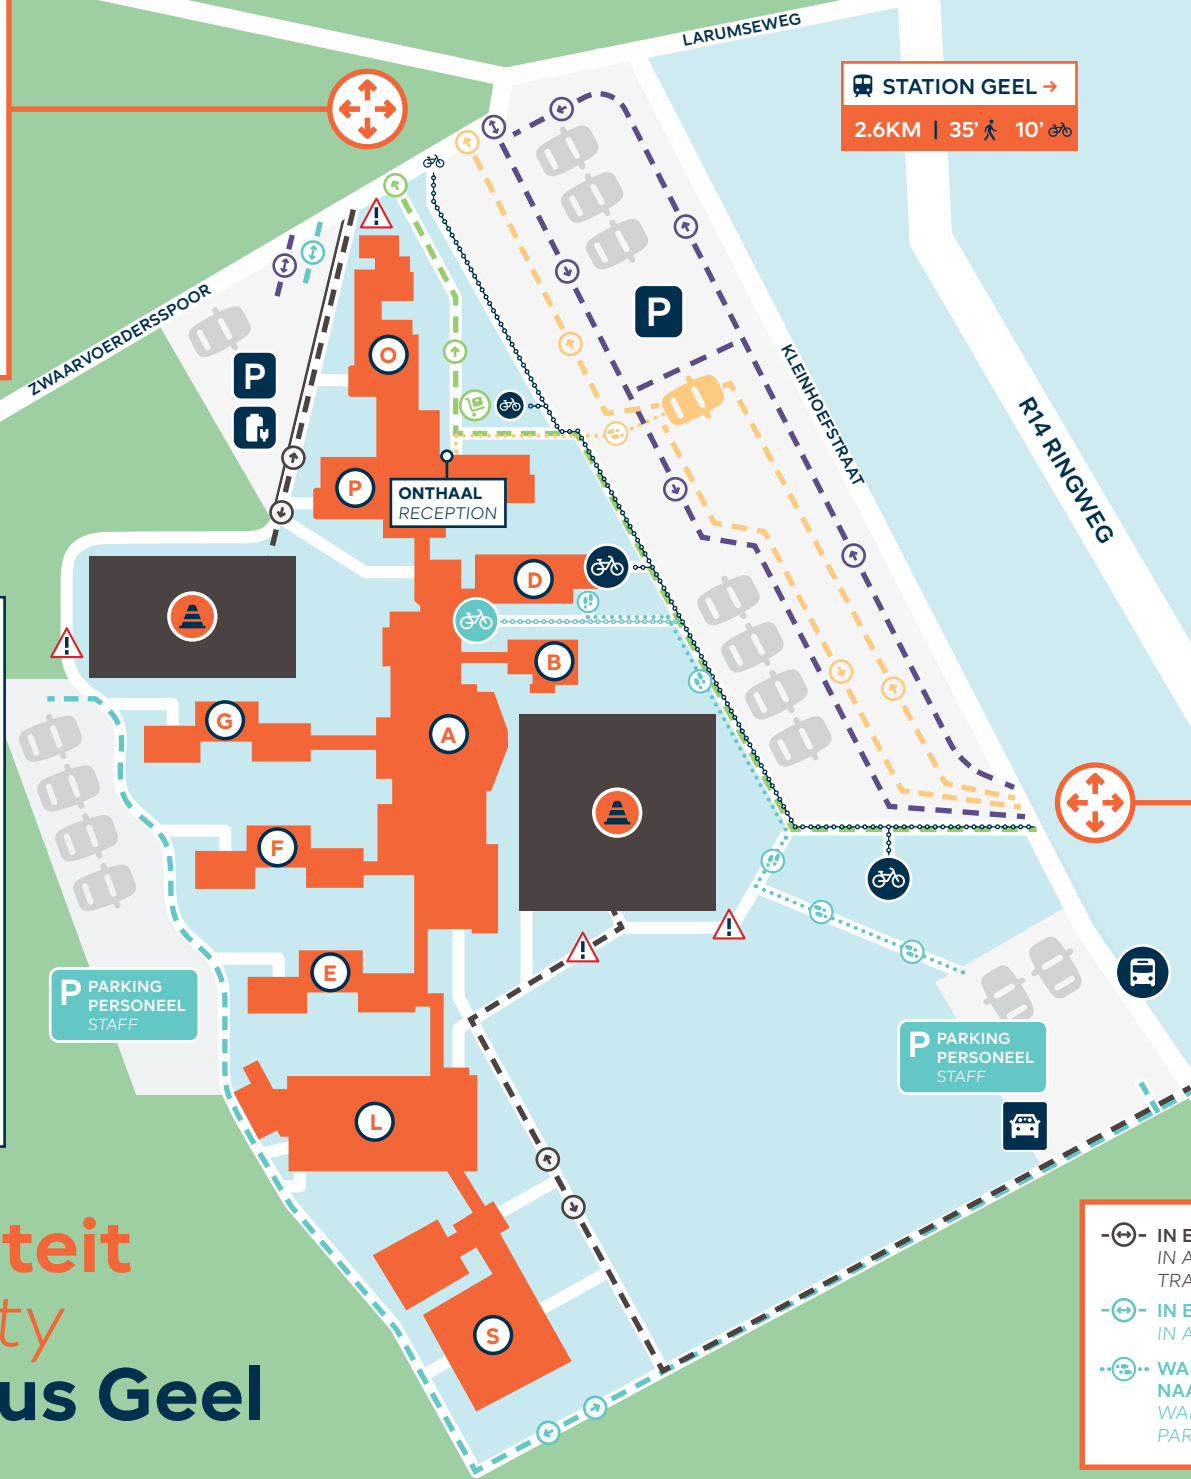 LARUMSEWEG
STATION GEEL →
2.6KM | 35' 10'
ZWAARVOERDERSSPOOR
P
P
KLEINHOEFSTRAAT
R14 RINGWEG
O
P
ONTHAAL
RECEPTION
D
B
G
A
F
E
P PARKING
PERSONEEL
STAFF
P PARKING
PERSONEEL
STAFF
L
S
teit
ty
us Geel
IN E
IN A
TRA
IN E
IN A
WA
NAA
WA
PAR